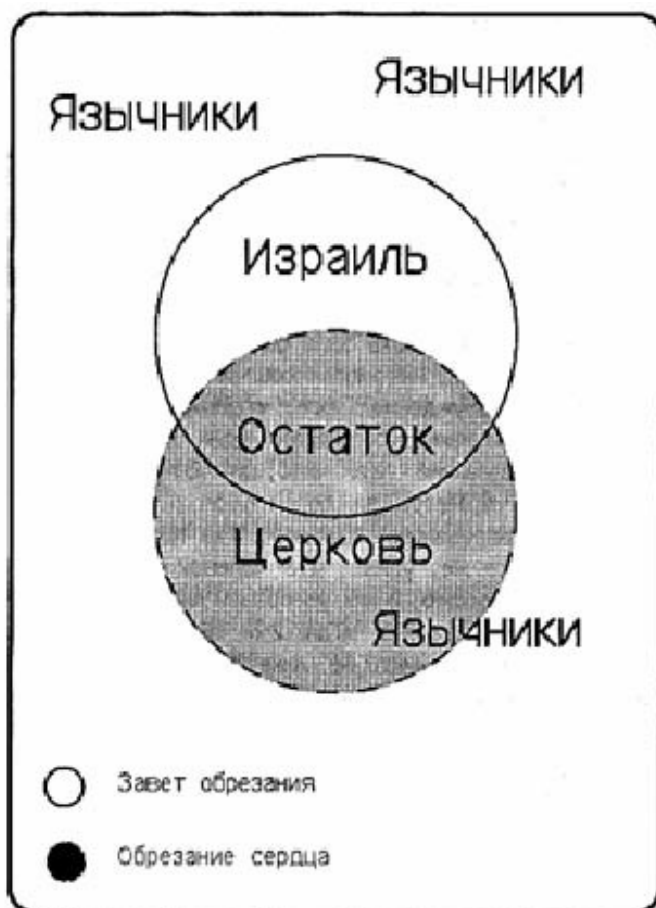 Язычники
Язычники
Израиль
Остаток
Церковь
Язычники
Завет обрезания
Обрезание сердца